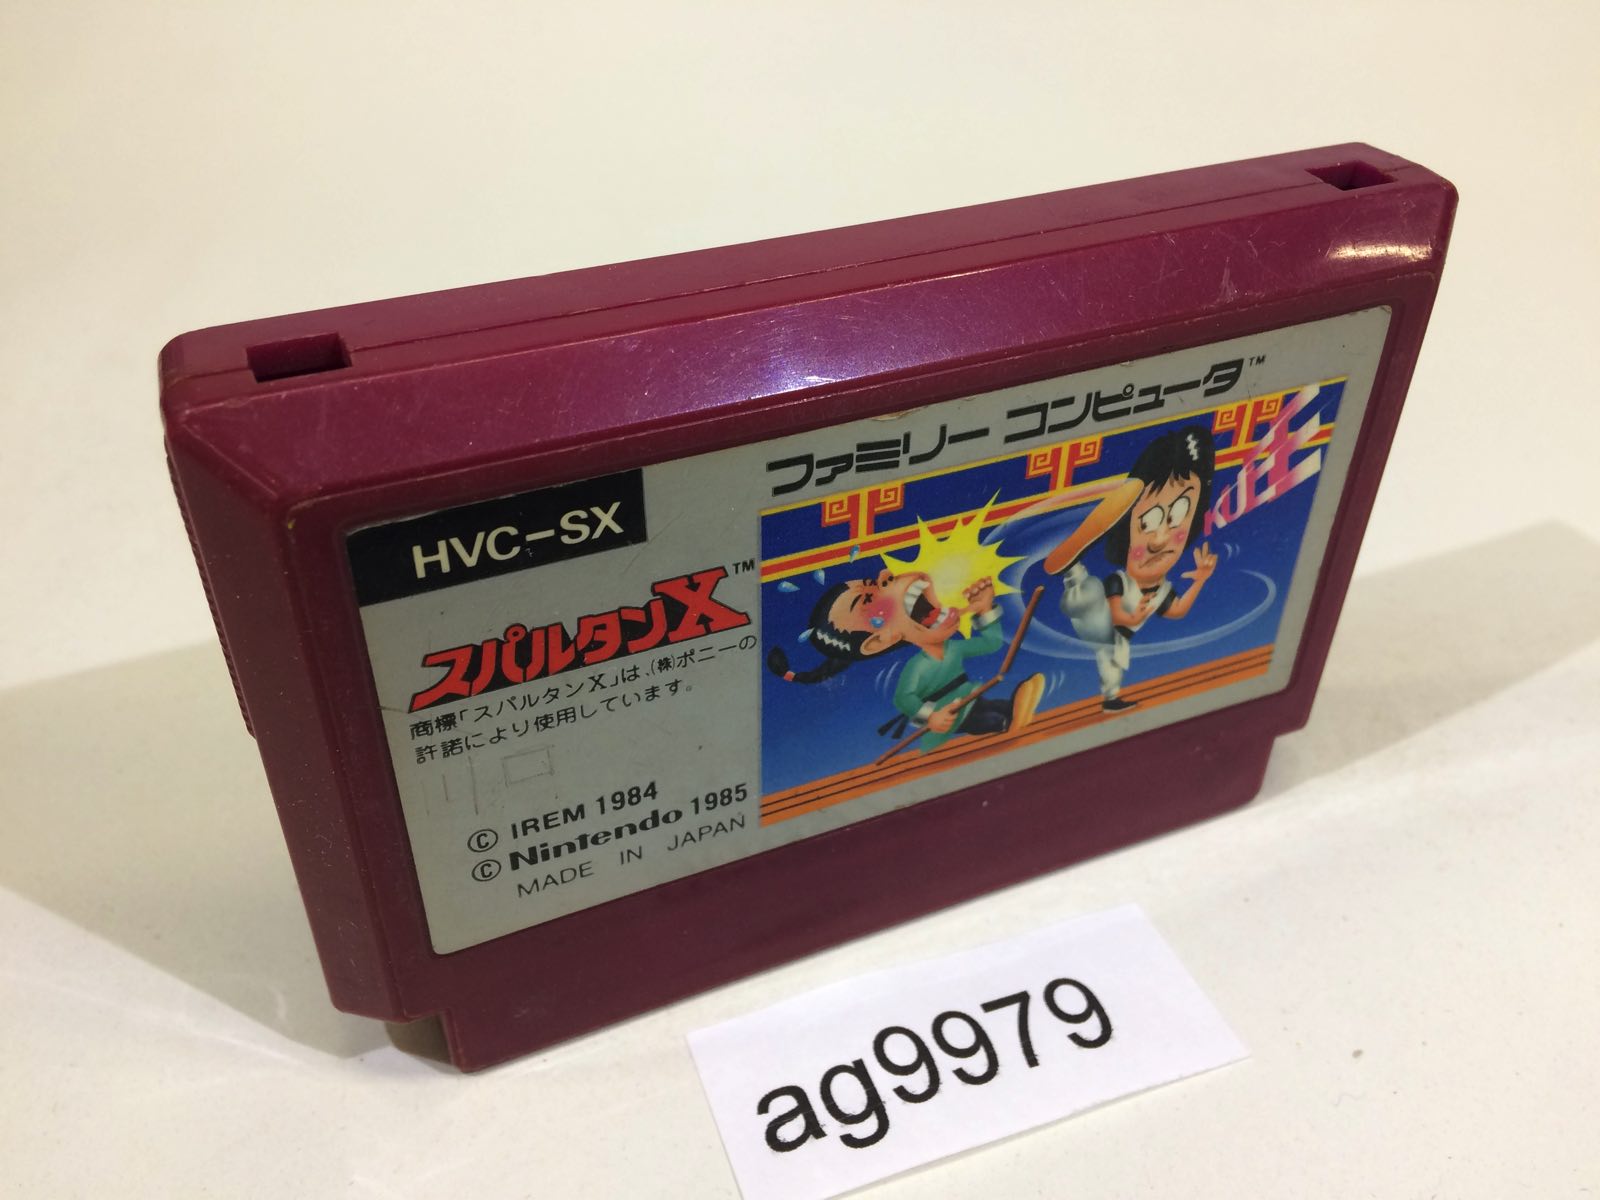 ファミリー コンピュータ™
HVC-SX
スパルタンX™
商標「スパルタンX」は、(株)ポニーの
許諾により使用しています。
© IREM 1984
© Nintendo 1985
MADE IN JAPAN
ag9979